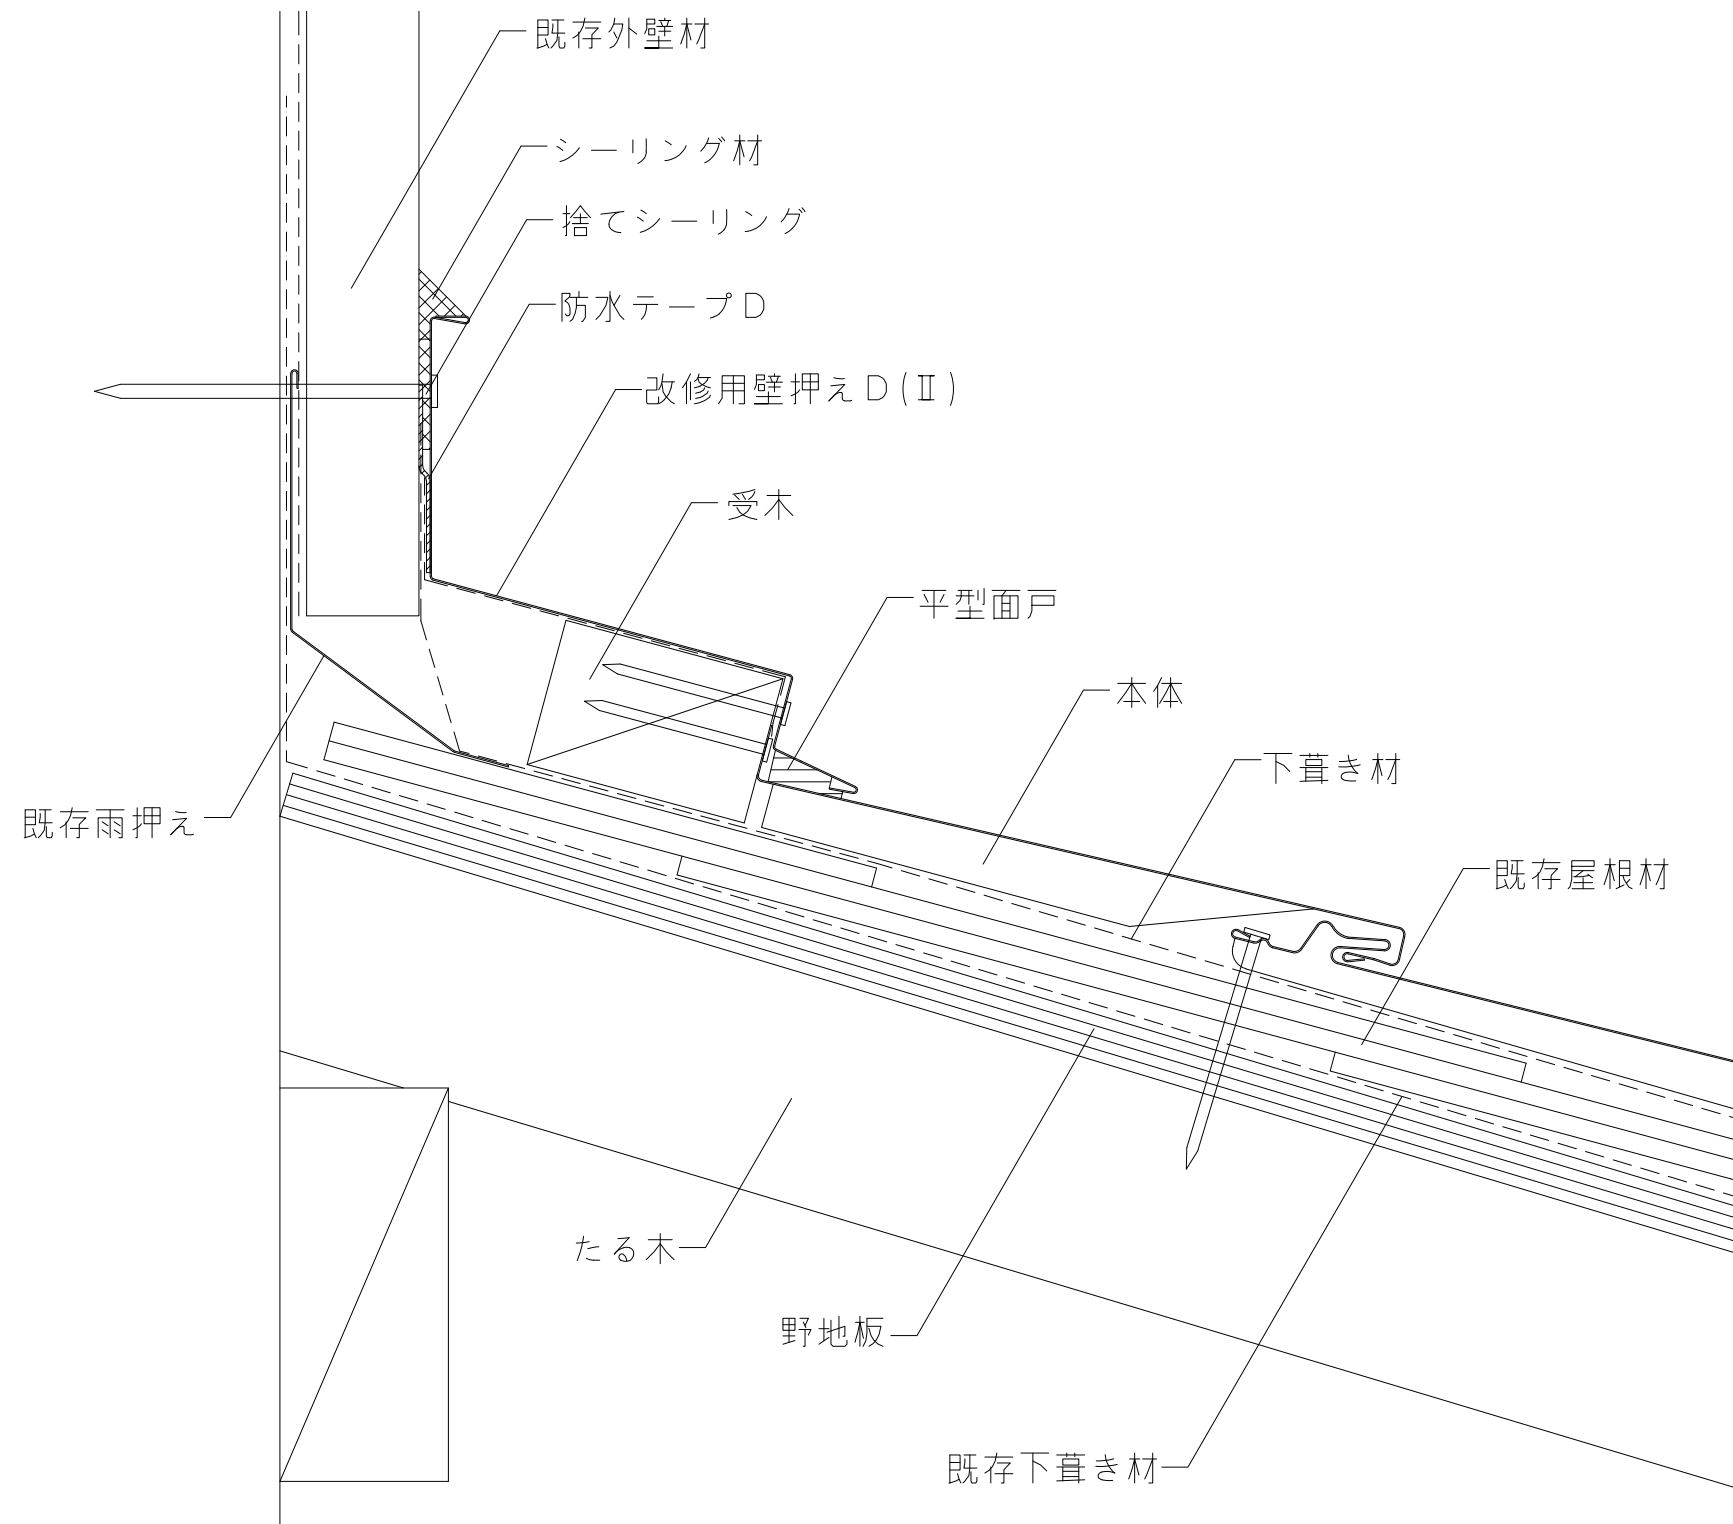 既存外壁材
シーリング材
捨てシーリング
防水テープD
改修用壁押えD(Ⅱ)
受木
平型面戸
本体
下葺き材
既存雨押え
既存屋根材
たる木
野地板
既存下葺き材